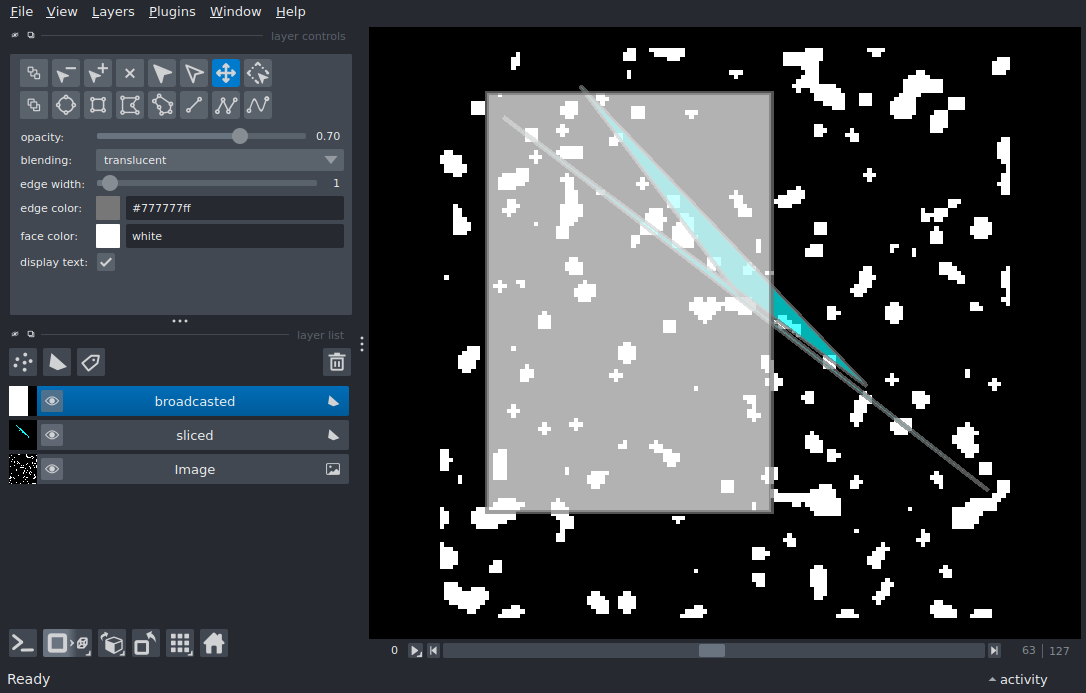 File View Layers Plugins Window Help
layer controls
opacity: 0.70
blending: translucent
edge width: 1
edge color: #777777ff
face color: white
display text:
layer list
broadcasted
sliced
Image
0 63 127
Ready activity